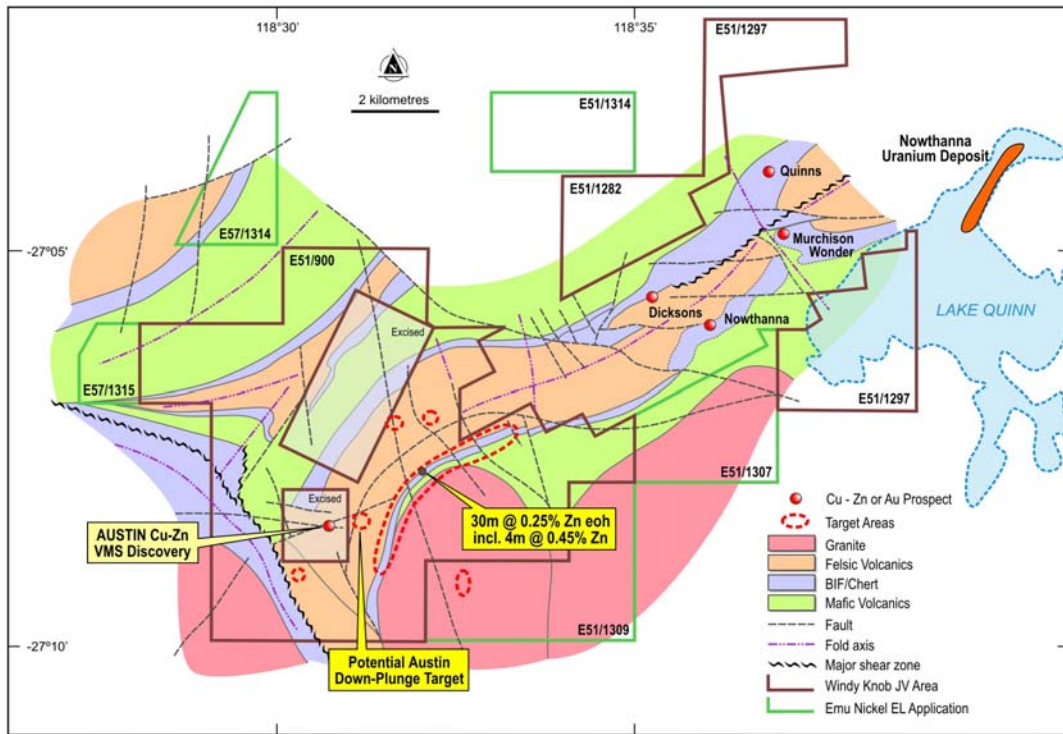 118°30'
118°35'
E51/1297
N
2 kilometres
E51/1314
Nowthanna
Uranium Deposit
Quinns
E51/1282
E57/1314
Murchison
Wonder
-27°05'
E51/900
Dicksons
Nowthanna
LAKE QUINN
Excised
E57/1315
E51/1297
E51/1307
Excised
AUSTIN Cu-Zn
VMS Discovery
30m @ 0.25% Zn eoh
incl. 4m @ 0.45% Zn
E51/1309
-27°10'
Potential Austin
Down-Plunge Target
Cu - Zn or Au Prospect
Target Areas
Granite
Felsic Volcanics
BIF/Chert
Mafic Volcanics
Fault
Fold axis
Major shear zone
Windy Knob JV Area
Emu Nickel EL Application